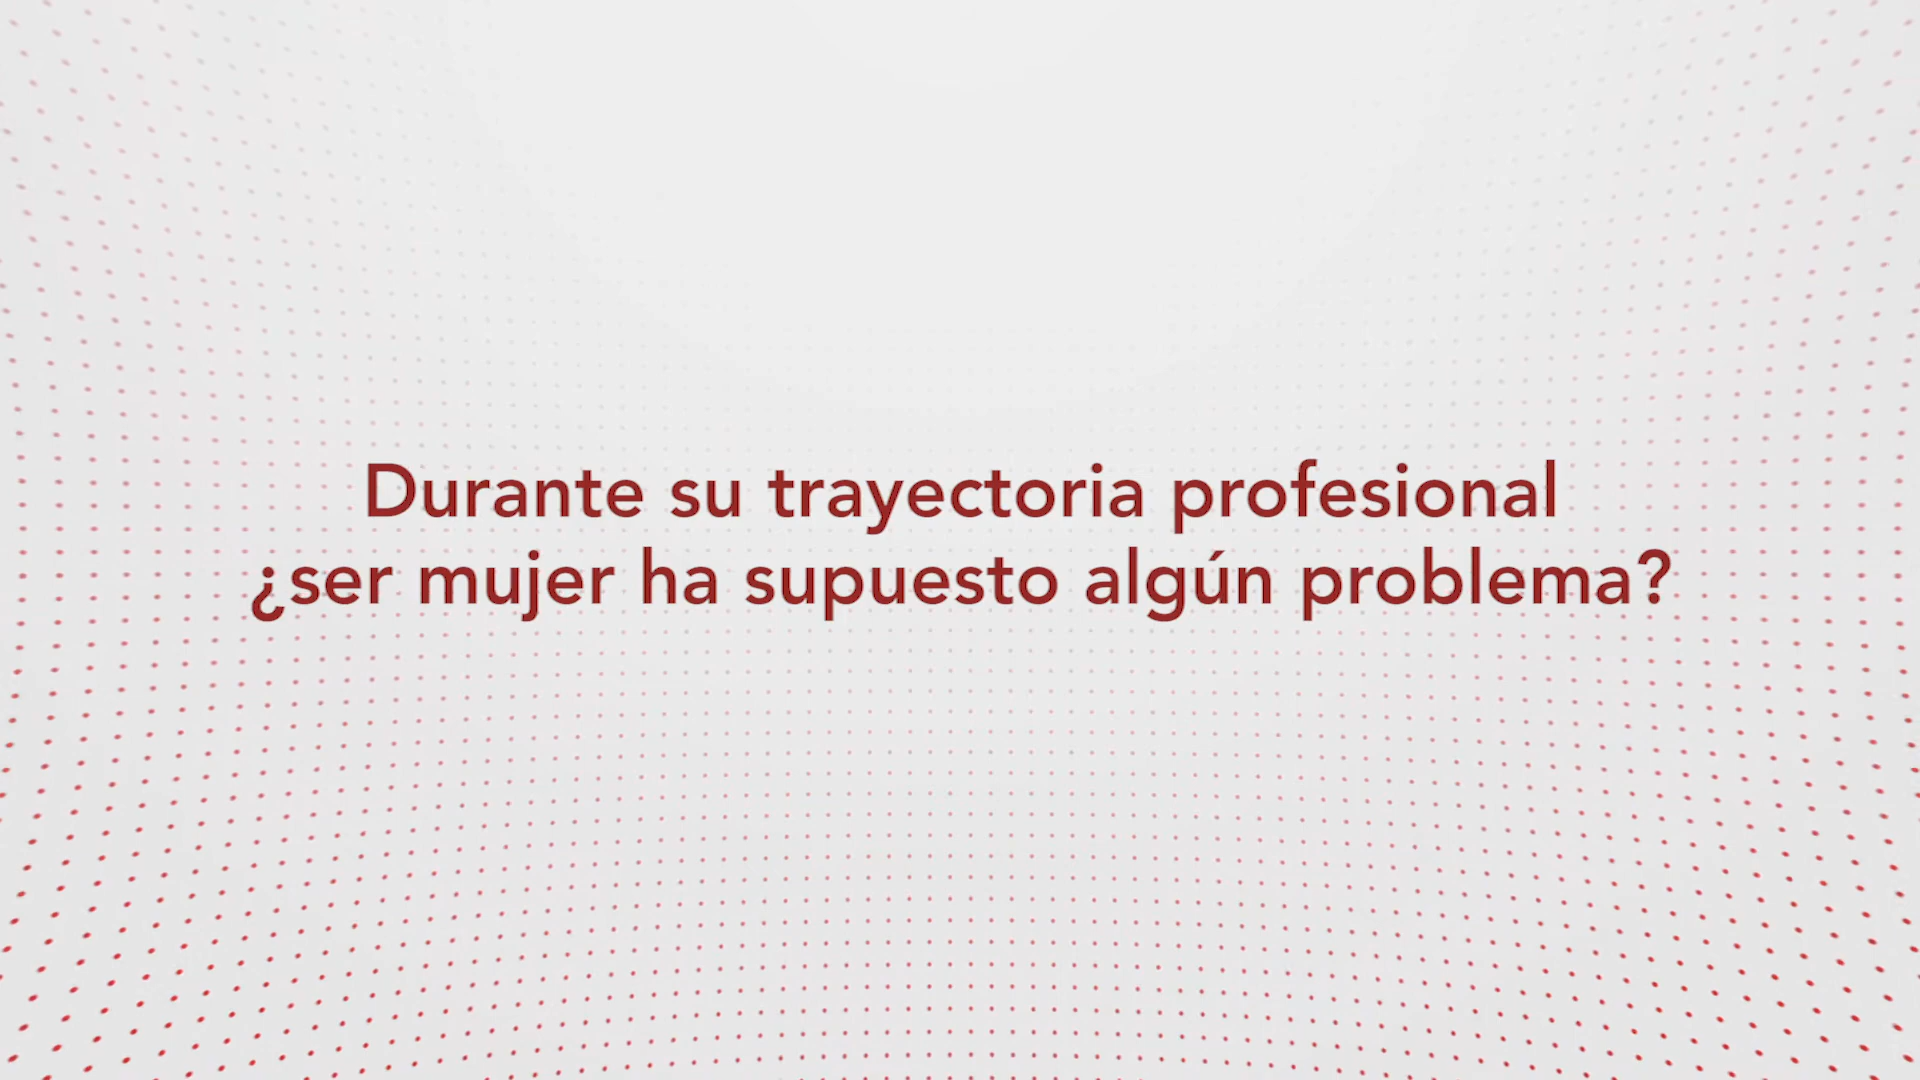 Durante su trayectoria profesional
¿ser mujer ha supuesto algún problema?